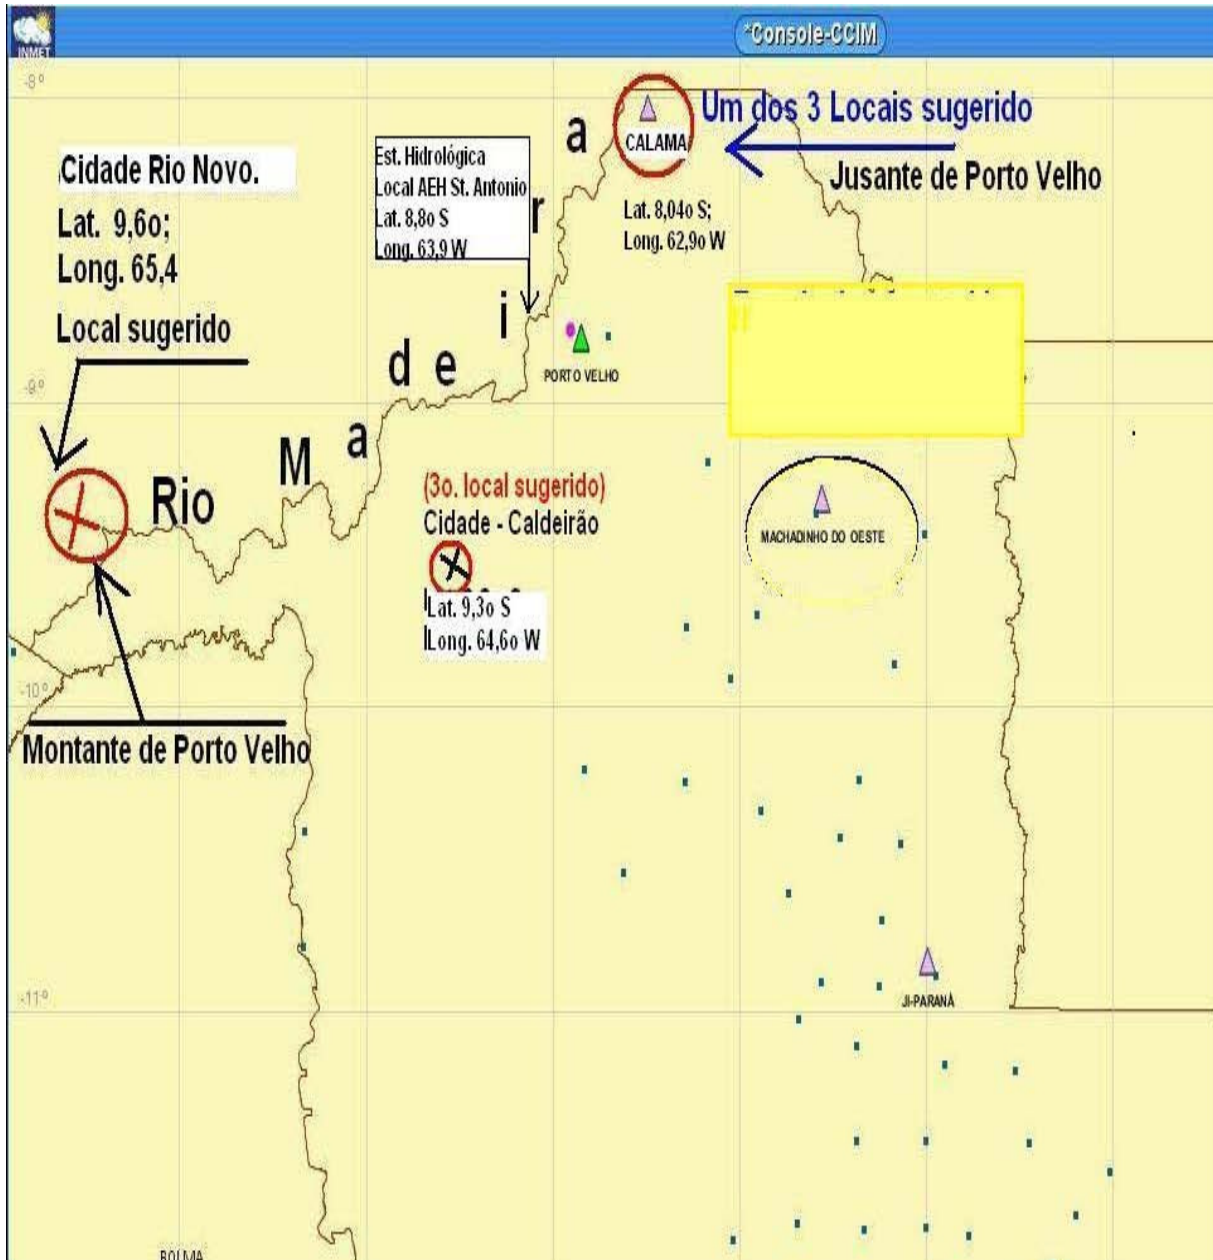 INMET
*Console-CCIM
-8°
Um dos 3 Locais sugerido
CALAMA
Jusante de Porto Velho
Lat. 8,04o S;
Long. 62,9o W
Cidade Rio Novo.
Lat. 9,6o;
Long. 65,4
Local sugerido
Est. Hidrológica
Local AEH St. Antonio
Lat. 8,8o S
Long. 63,9 W
Rio
M a d e i r a
PORTO VELHO
-9°
(3o. local sugerido)
Cidade - Caldeirão
Lat. 9,3o S
Long. 64,6o W
MACHADINHO DO OESTE
-10°
Montante de Porto Velho
-11°
JI-PARANÁ